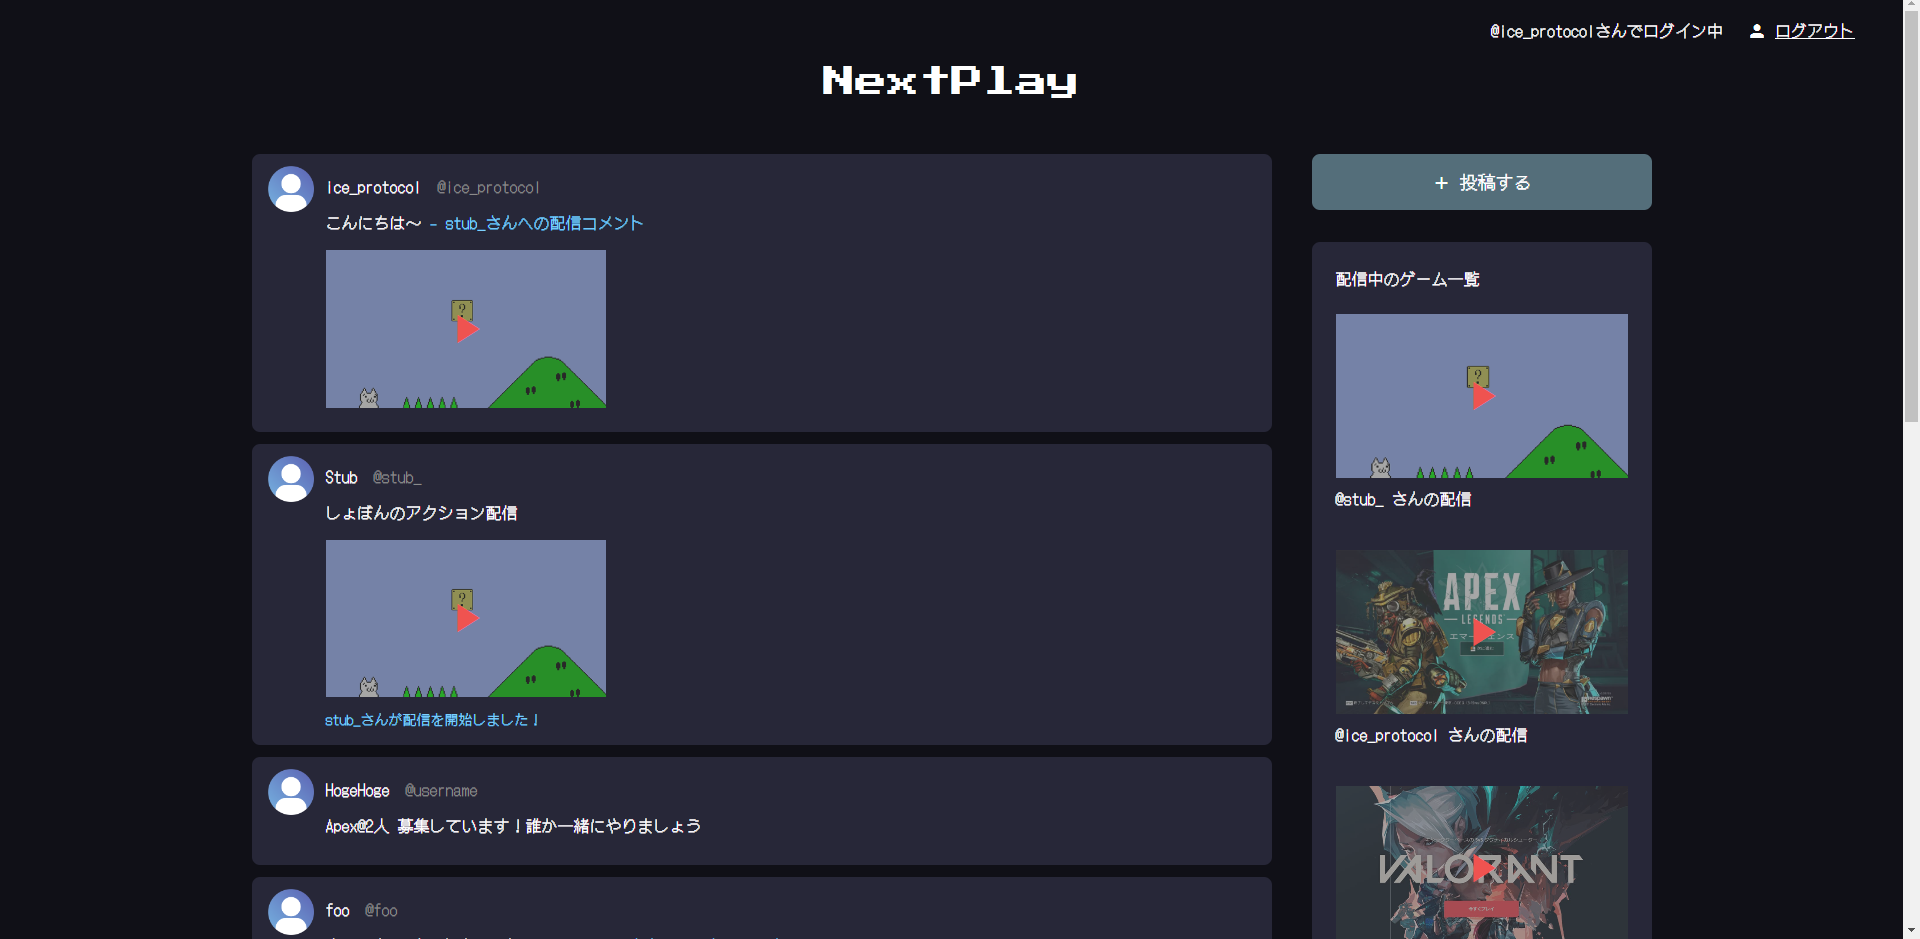 @ice_protocolさんでログイン中 ログアウト
NextPlay
ice_protocol @ice_protocol
こんにちは〜 - stub_さんへの配信コメント
?
Stub @stub_
しょぼんのアクション配信
?
stub_さんが配信を開始しました！
HogeHoge @username
Apex@2人 募集しています！誰か一緒にやりましょう
foo @foo
+ 投稿する
配信中のゲーム一覧
?
@stub_ さんの配信
APEX
LEGENDS
@ice_protocol さんの配信
VALORANT
今すぐプレイ